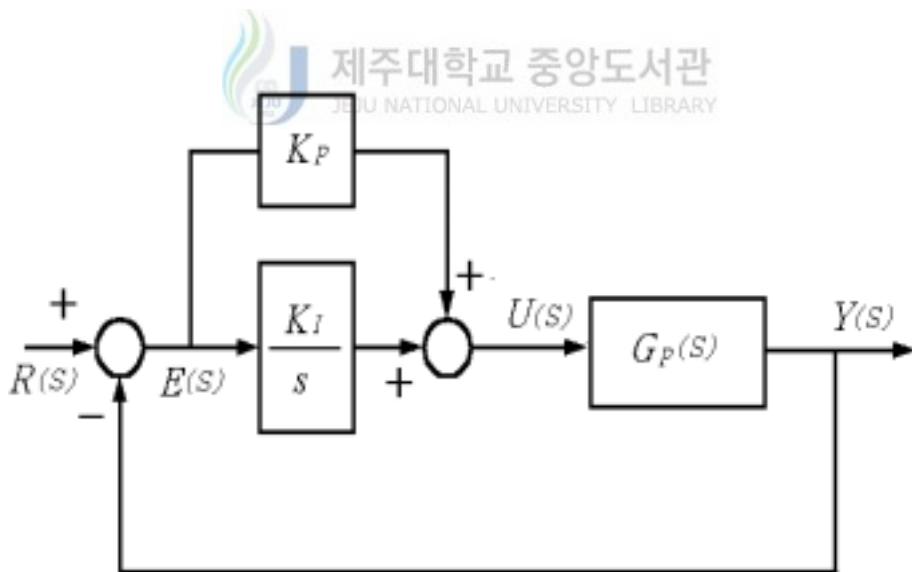 제주대학교 중앙도서관
JEJU NATIONAL UNIVERSITY LIBRARY
K_P
+
+
K_I
s
U(S)
G_P(S)
Y(S)
R(S)
−
E(S)
+